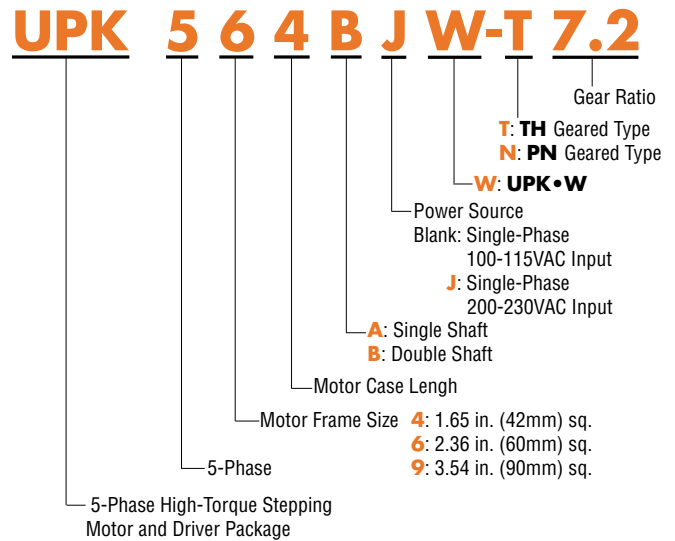 UPK 5 6 4 B J W-T 7.2
Gear Ratio
T: TH Geared Type
N: PN Geared Type
W: UPK•W
Power Source
Blank: Single-Phase
100-115VAC Input
J: Single-Phase
200-230VAC Input
A: Single Shaft
B: Double Shaft
Motor Case Lengh
Motor Frame Size 4: 1.65 in. (42mm) sq.
6: 2.36 in. (60mm) sq.
9: 3.54 in. (90mm) sq.
5-Phase
5-Phase High-Torque Stepping
Motor and Driver Package